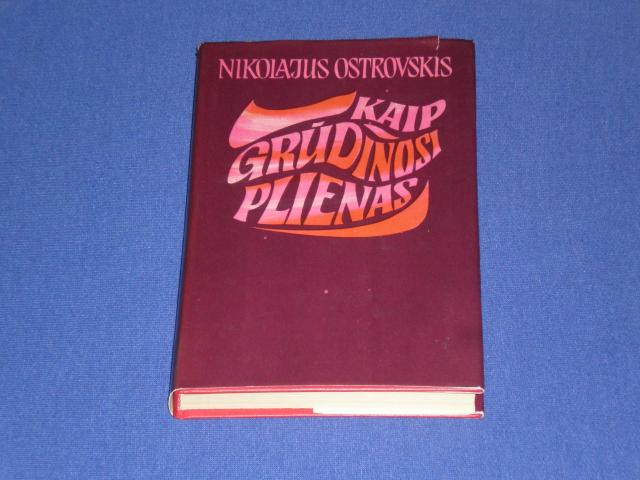 NIKOLAJUS OSTROVSKIS
KAIP
GRŪDINOSI
PLIENAS